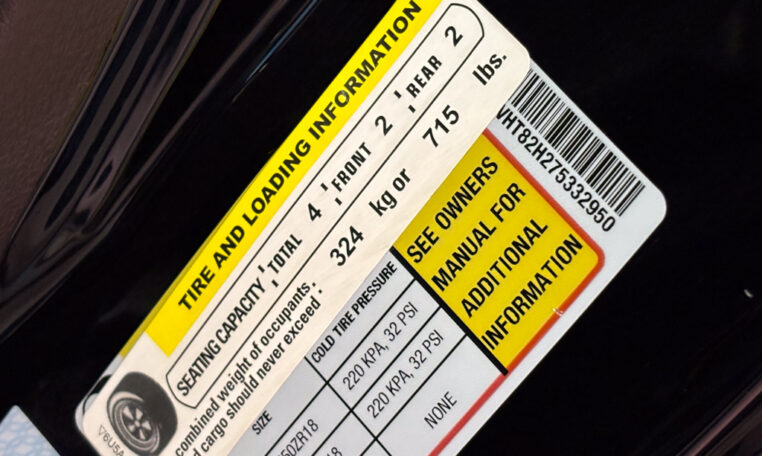 TIRE AND LOADING INFORMATION
SEATING CAPACITY TOTAL 4 FRONT 2 REAR 2
combined weight of occupants
cargo should never exceed : 324 kg or 715 lbs.
SIZE COLD TIRE PRESSURE
220 KPA, 32 PSI
220 KPA, 32 PSI
NONE
SEE OWNERS
MANUAL FOR
ADDITIONAL
INFORMATION
VHT82H275332950